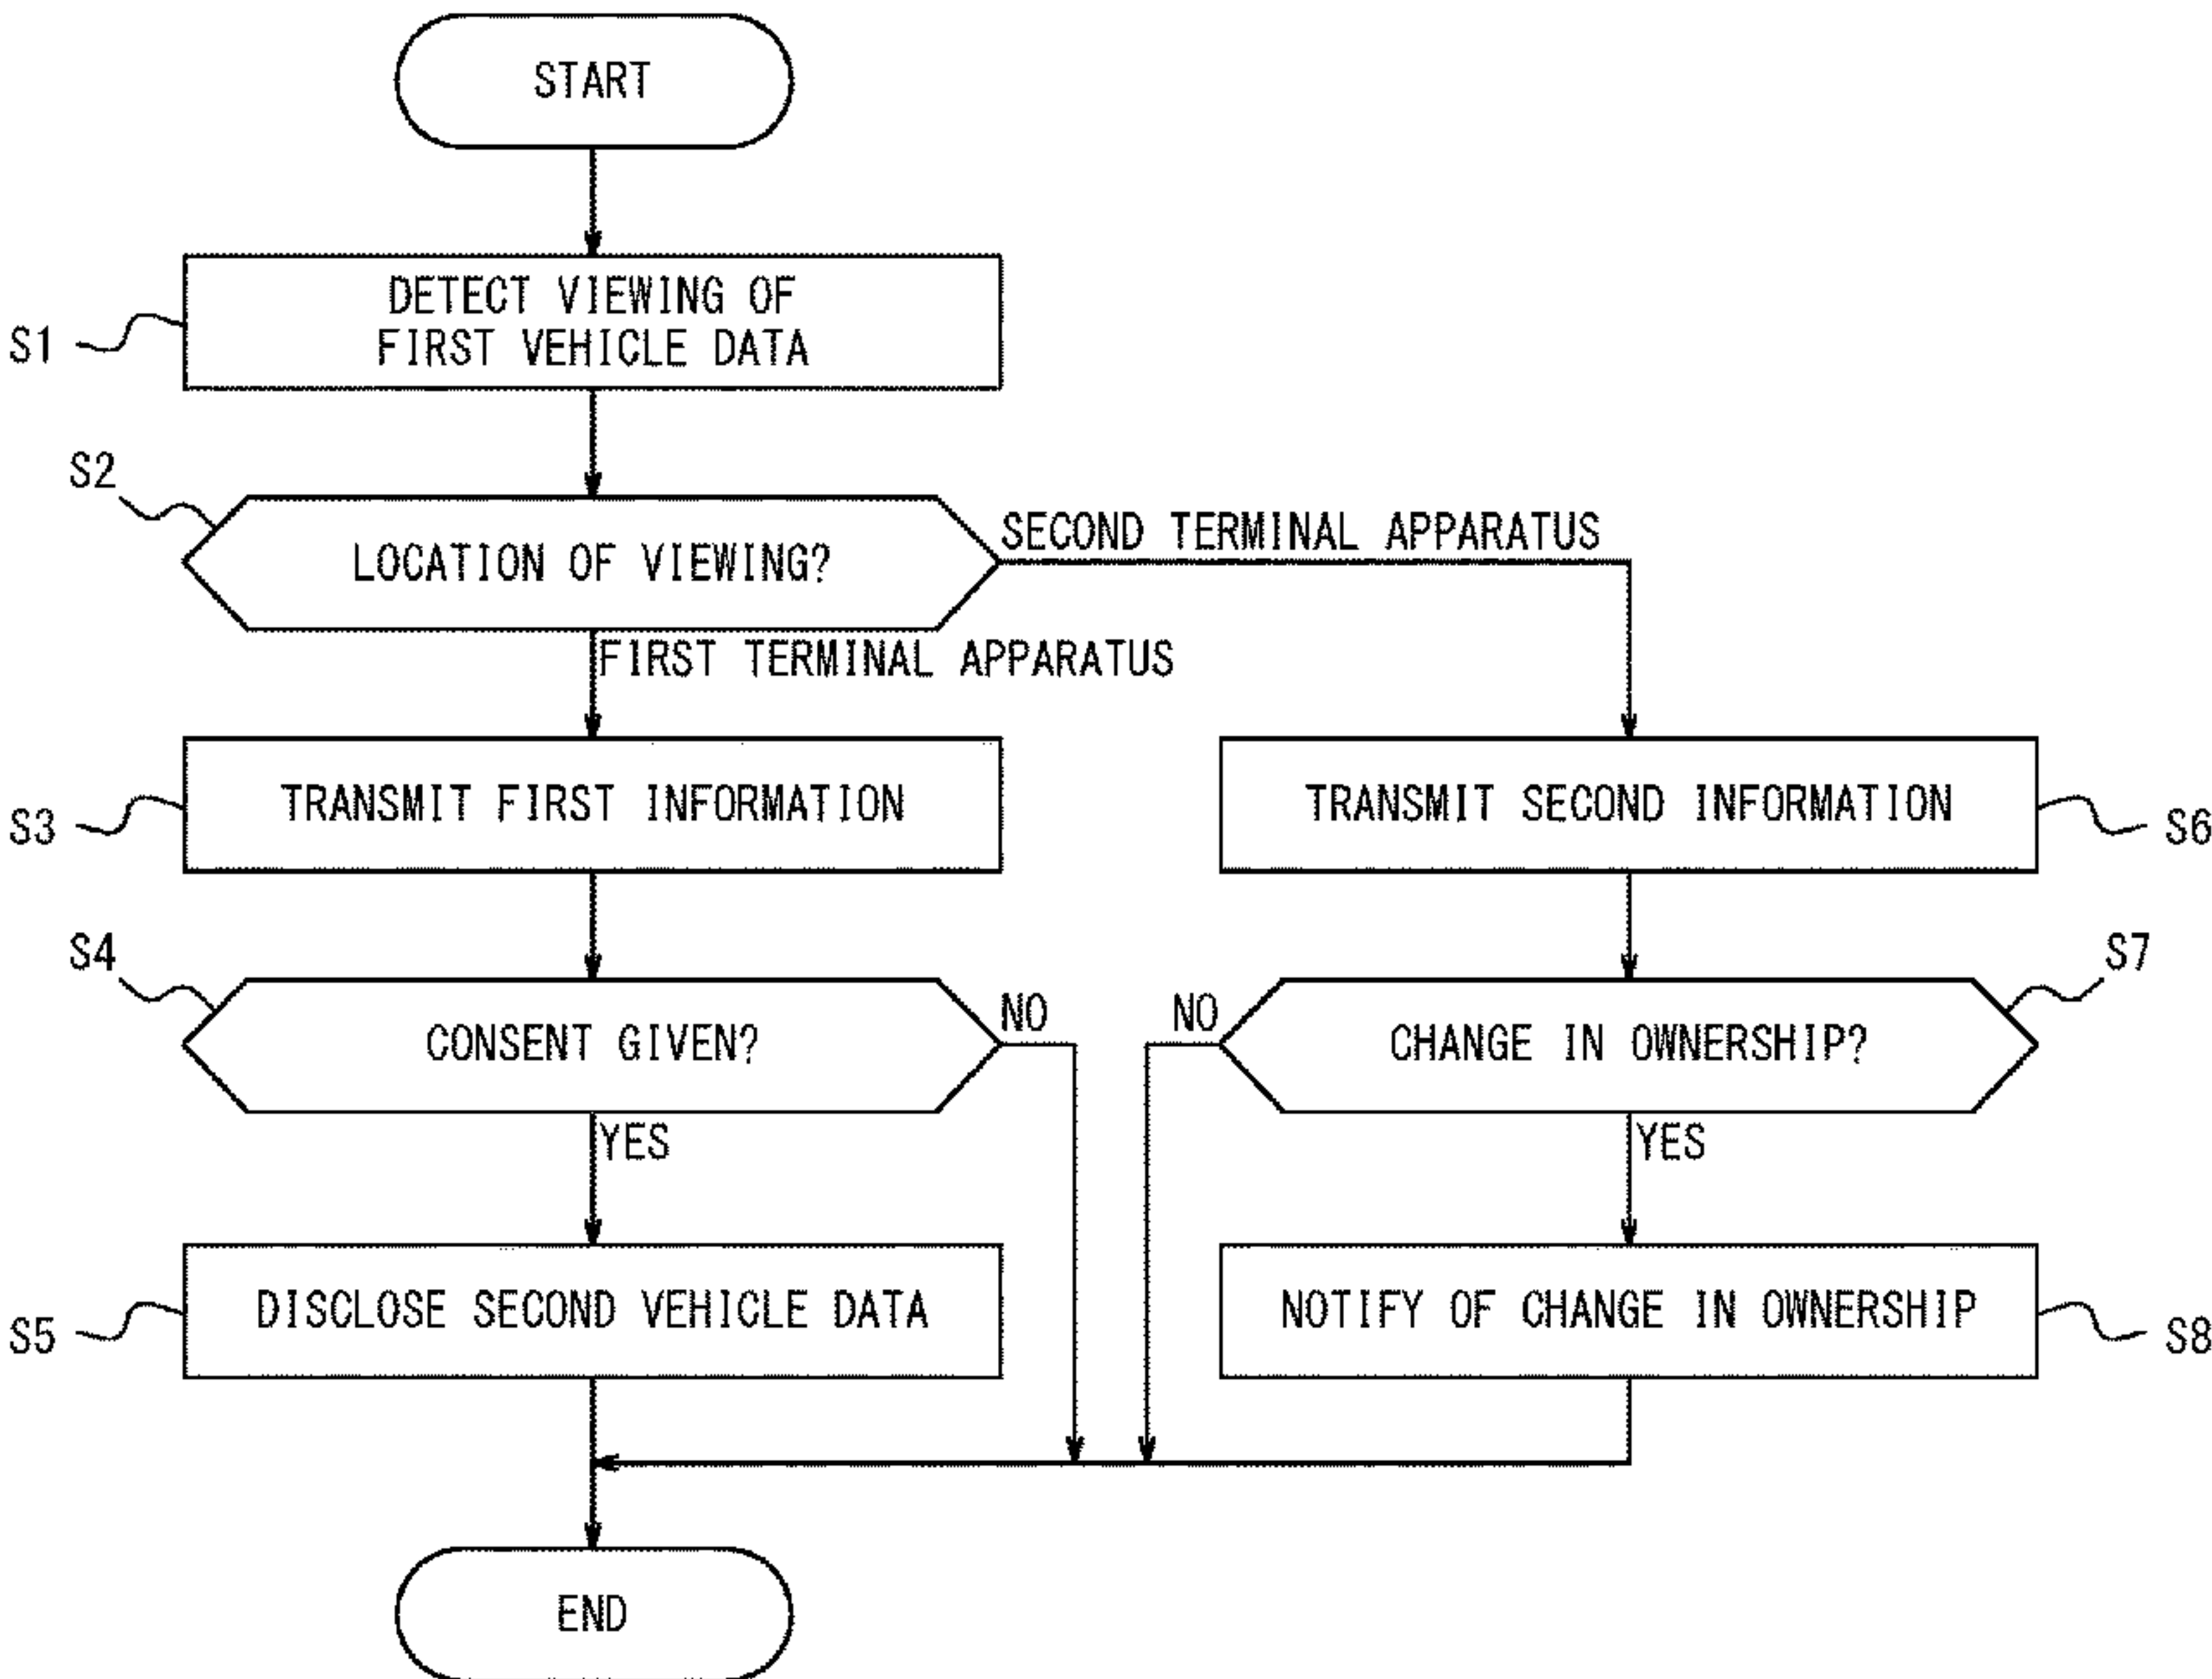 START
S1
DETECT VIEWING OF
FIRST VEHICLE DATA
S2
LOCATION OF VIEWING?
SECOND TERMINAL APPARATUS
FIRST TERMINAL APPARATUS
S3
TRANSMIT FIRST INFORMATION
TRANSMIT SECOND INFORMATION
S6
S4
CONSENT GIVEN?
NO
NO
CHANGE IN OWNERSHIP?
S7
YES
YES
S5
DISCLOSE SECOND VEHICLE DATA
NOTIFY OF CHANGE IN OWNERSHIP
S8
END